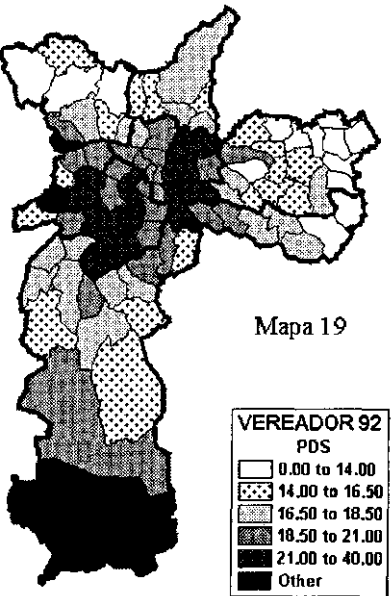 Mapa 19
VEREADOR 92
PDS
0.00 to 14.00
14.00 to 16.50
16.50 to 18.50
18.50 to 21.00
21.00 to 40.00
Other